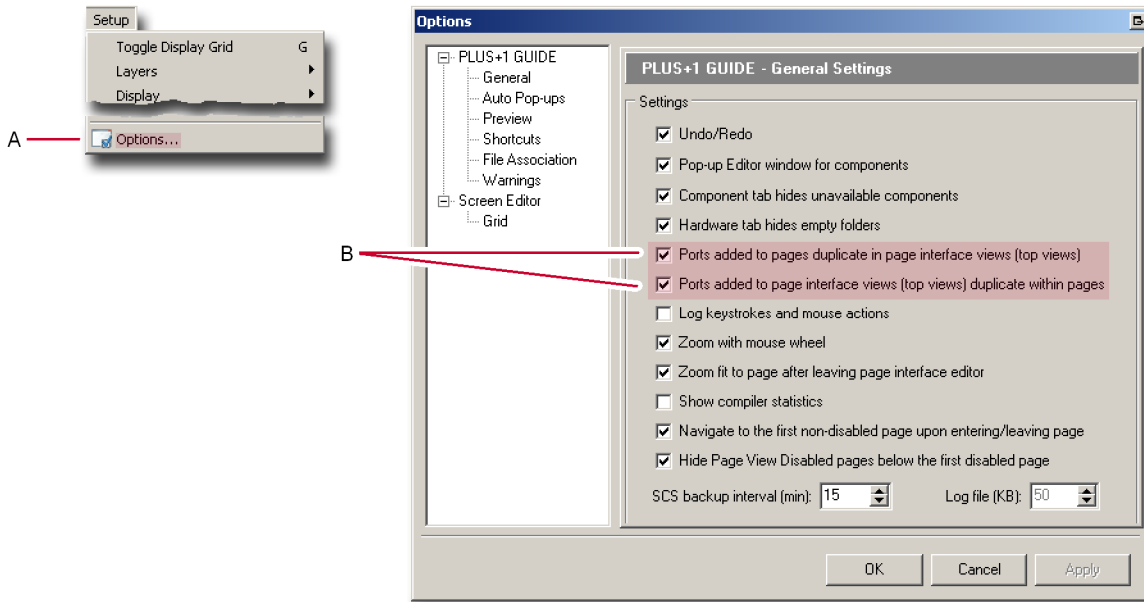 Setup
Toggle Display Grid G
Layers
Display
A
Options...
Options
PLUS+1 GUIDE
General
Auto Pop-ups
Preview
Shortcuts
File Association
Warnings
Screen Editor
Grid
B
PLUS+1 GUIDE - General Settings
Settings
Undo/Redo
Pop-up Editor window for components
Component tab hides unavailable components
Hardware tab hides empty folders
Ports added to pages duplicate in page interface views (top views)
Ports added to page interface views (top views) duplicate within pages
Log keystrokes and mouse actions
Zoom with mouse wheel
Zoom fit to page after leaving page interface editor
Show compiler statistics
Navigate to the first non-disabled page upon entering/leaving page
Hide Page View Disabled pages below the first disabled page
SCS backup interval (min): 15 Log file (KB): 50
OK Cancel Apply